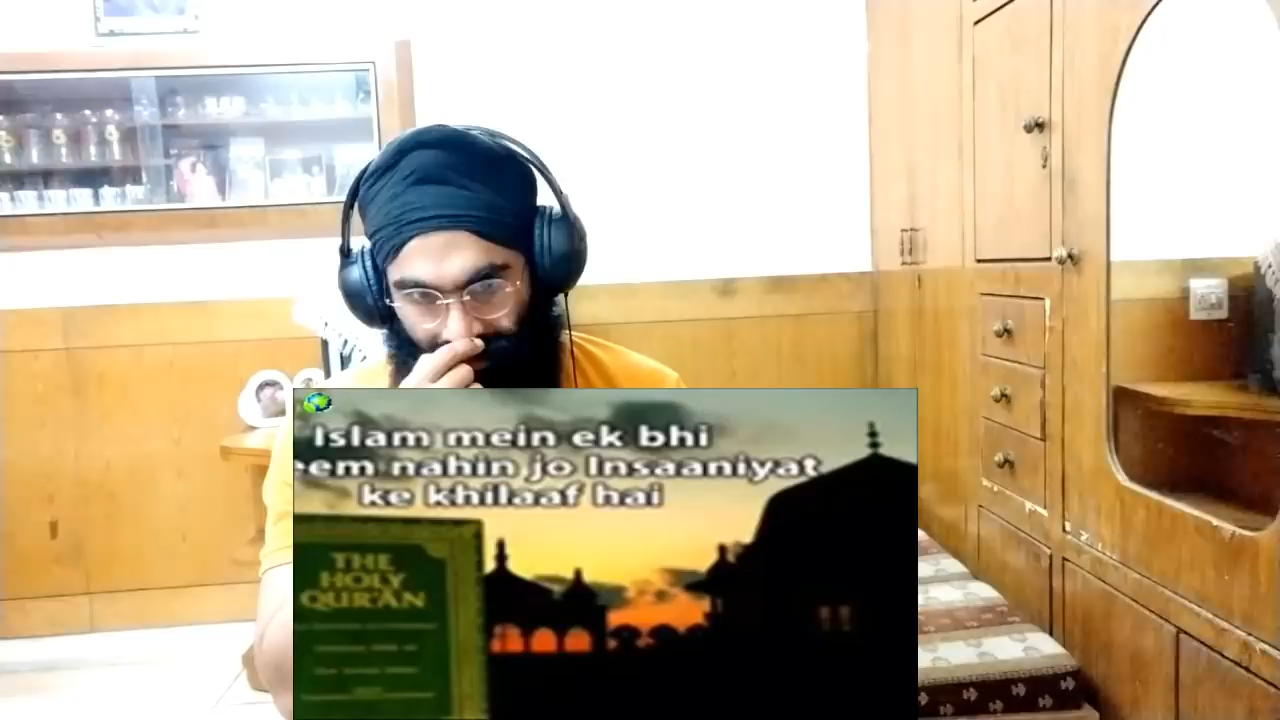 Islam mein ek bhi
nahin jo Insaaniyat
ke khilaaf hai
THE
HOLY
QUR'AN